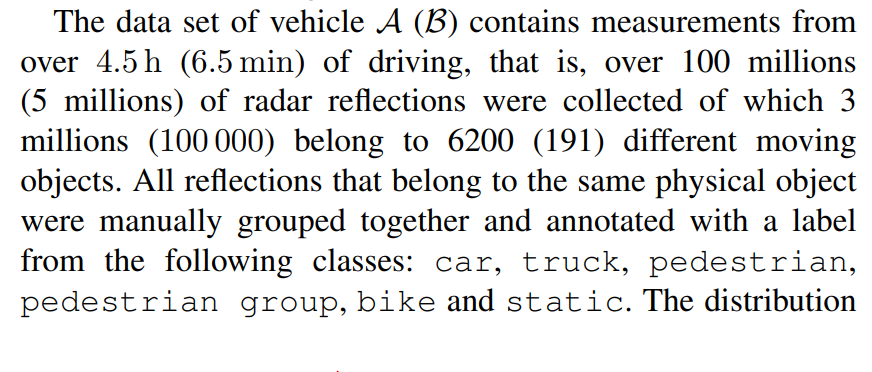 The data set of vehicle 𝒜 (ℬ) contains measurements from
over 4.5 h (6.5 min) of driving, that is, over 100 millions
(5 millions) of radar reflections were collected of which 3
millions (100 000) belong to 6200 (191) different moving
objects. All reflections that belong to the same physical object
were manually grouped together and annotated with a label
from the following classes: car, truck, pedestrian,
pedestrian group, bike and static. The distribution